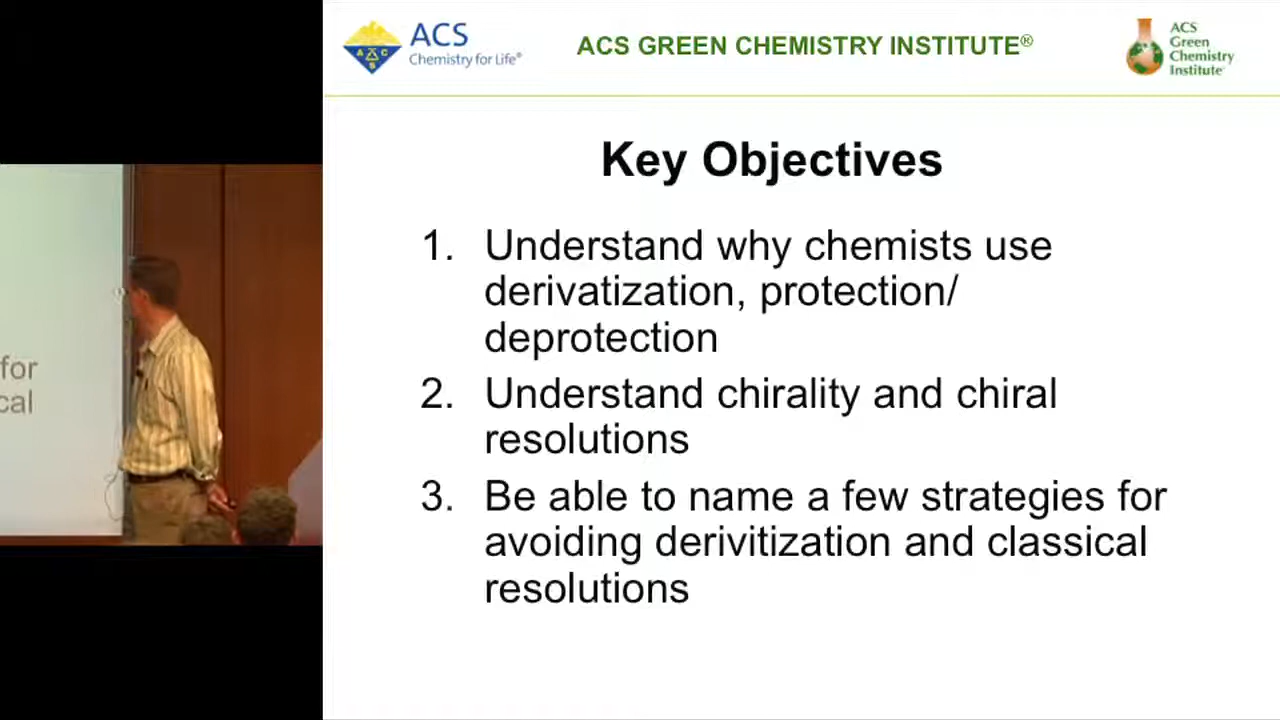 ACS
Chemistry for Life®
A C S
ACS GREEN CHEMISTRY INSTITUTE®
ACS
Green
Chemistry
Institute
Key Objectives
1. Understand why chemists use
derivatization, protection/
deprotection
2. Understand chirality and chiral
resolutions
3. Be able to name a few strategies for
avoiding derivitization and classical
resolutions
for
cal